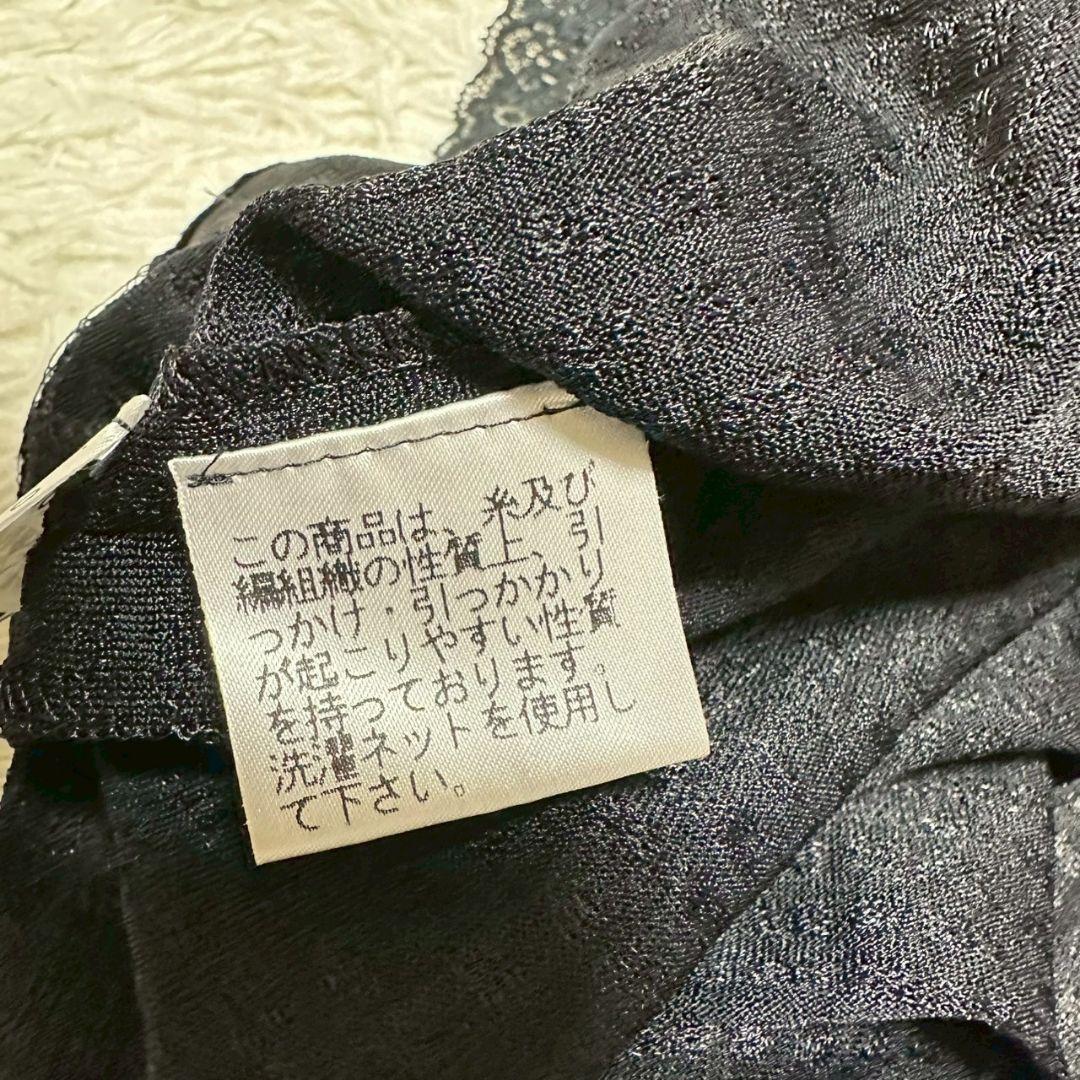 この商品は、糸及び
編組織の性質上、引
っかけ・引っかかり
が起こりやすい性質
を持っております。
洗濯ネットを使用し
て下さい。